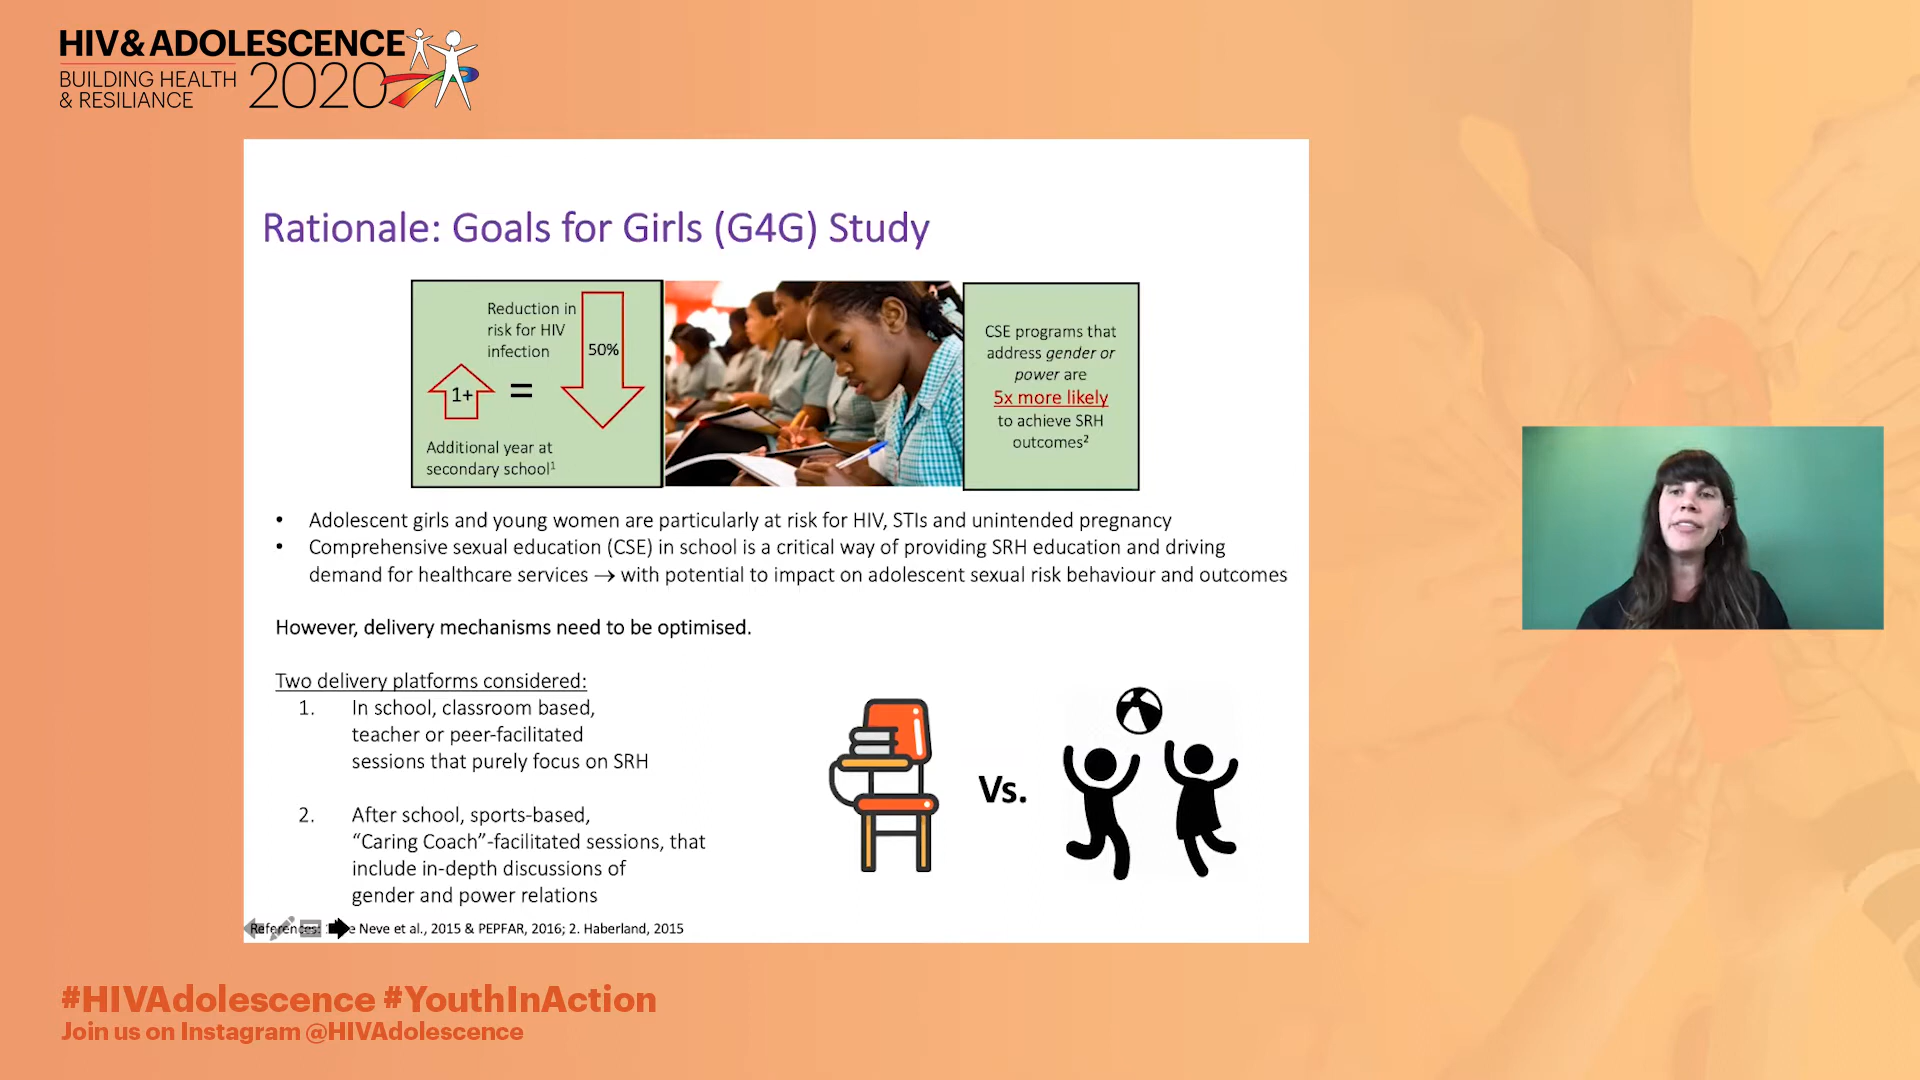 HIV & ADOLESCENCE
BUILDING HEALTH
& RESILIANCE
2020
Rationale: Goals for Girls (G4G) Study
Reduction in
risk for HIV
infection
50%
1+
=
Additional year at
secondary school1
CSE programs that
address gender or
power are
5x more likely
to achieve SRH
outcomes2
• Adolescent girls and young women are particularly at risk for HIV, STIs and unintended pregnancy
• Comprehensive sexual education (CSE) in school is a critical way of providing SRH education and driving
demand for healthcare services → with potential to impact on adolescent sexual risk behaviour and outcomes
However, delivery mechanisms need to be optimised.
Two delivery platforms considered:
1. In school, classroom based,
teacher or peer-facilitated
sessions that purely focus on SRH
2. After school, sports-based,
“Caring Coach”-facilitated sessions, that
include in-depth discussions of
gender and power relations
Vs.
References: Neve et al., 2015 & PEPFAR, 2016; 2. Haberland, 2015
#HIVAdolescence #YouthInAction
Join us on Instagram @HIVAdolescence